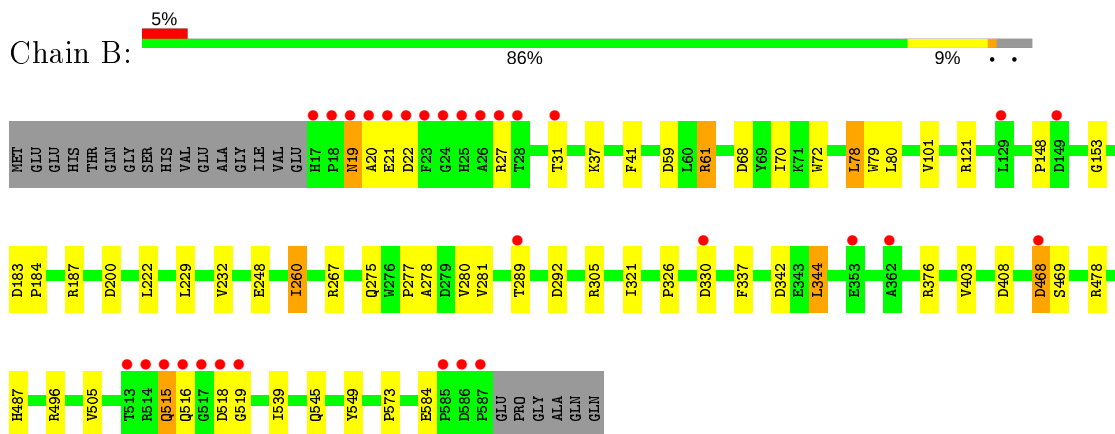 5%
Chain B:
86%
9%
MET GLU GLU HIS THR GLN GLY SER HIS VAL GLU ALA GLY ILE VAL GLU H17 P18 N19 A20 E21 D22 F23 G24 H25 A26 R27 T28 T31 K37 F41 D59 L60 R61 D68 Y69 I70 K71 W72 L78 W79 L80 V101 R121 L129 P148 D149 G153
D183 P184 R187 D200 L222 L229 V232 E248 I260 R267 Q275 W276 P277 A278 D279 V280 V281 T289 D292 R305 I321 P326 D330 F337 D342 E343 L344 E353 A362 R376 V403 D408 D468 S469 R478
H487 R496 V505 T513 R514 Q515 Q516 G517 D518 G519 I539 Q545 Y549 P573 E584 P585 D586 P587 GLU PRO GLY ALA GLN GLN